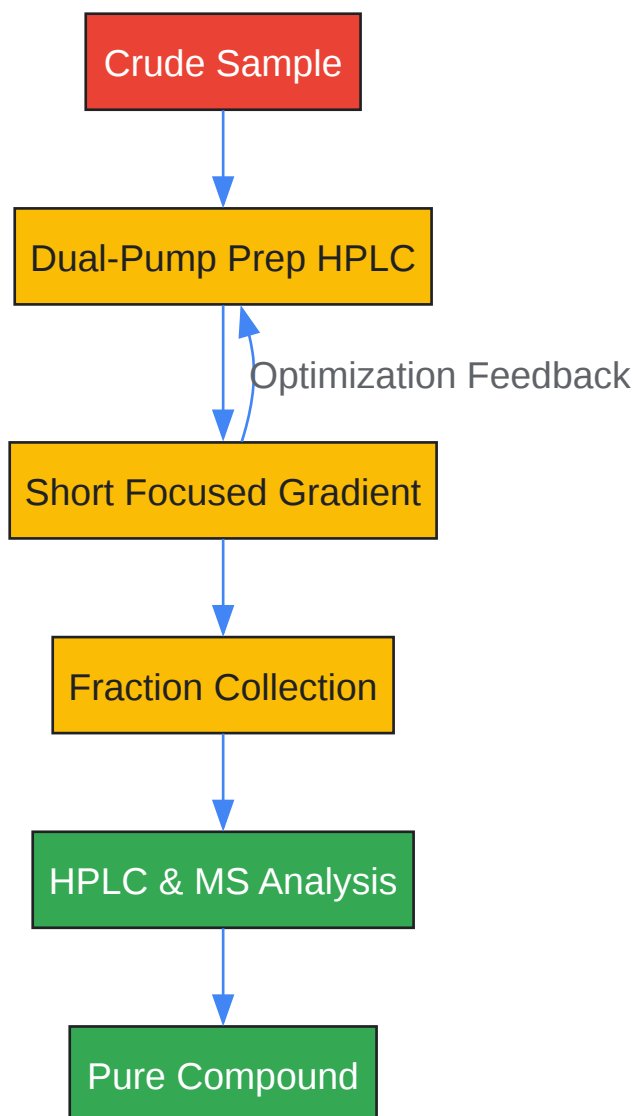 Crude Sample
Dual-Pump Prep HPLC
Optimization Feedback
Short Focused Gradient
Fraction Collection
HPLC & MS Analysis
Pure Compound